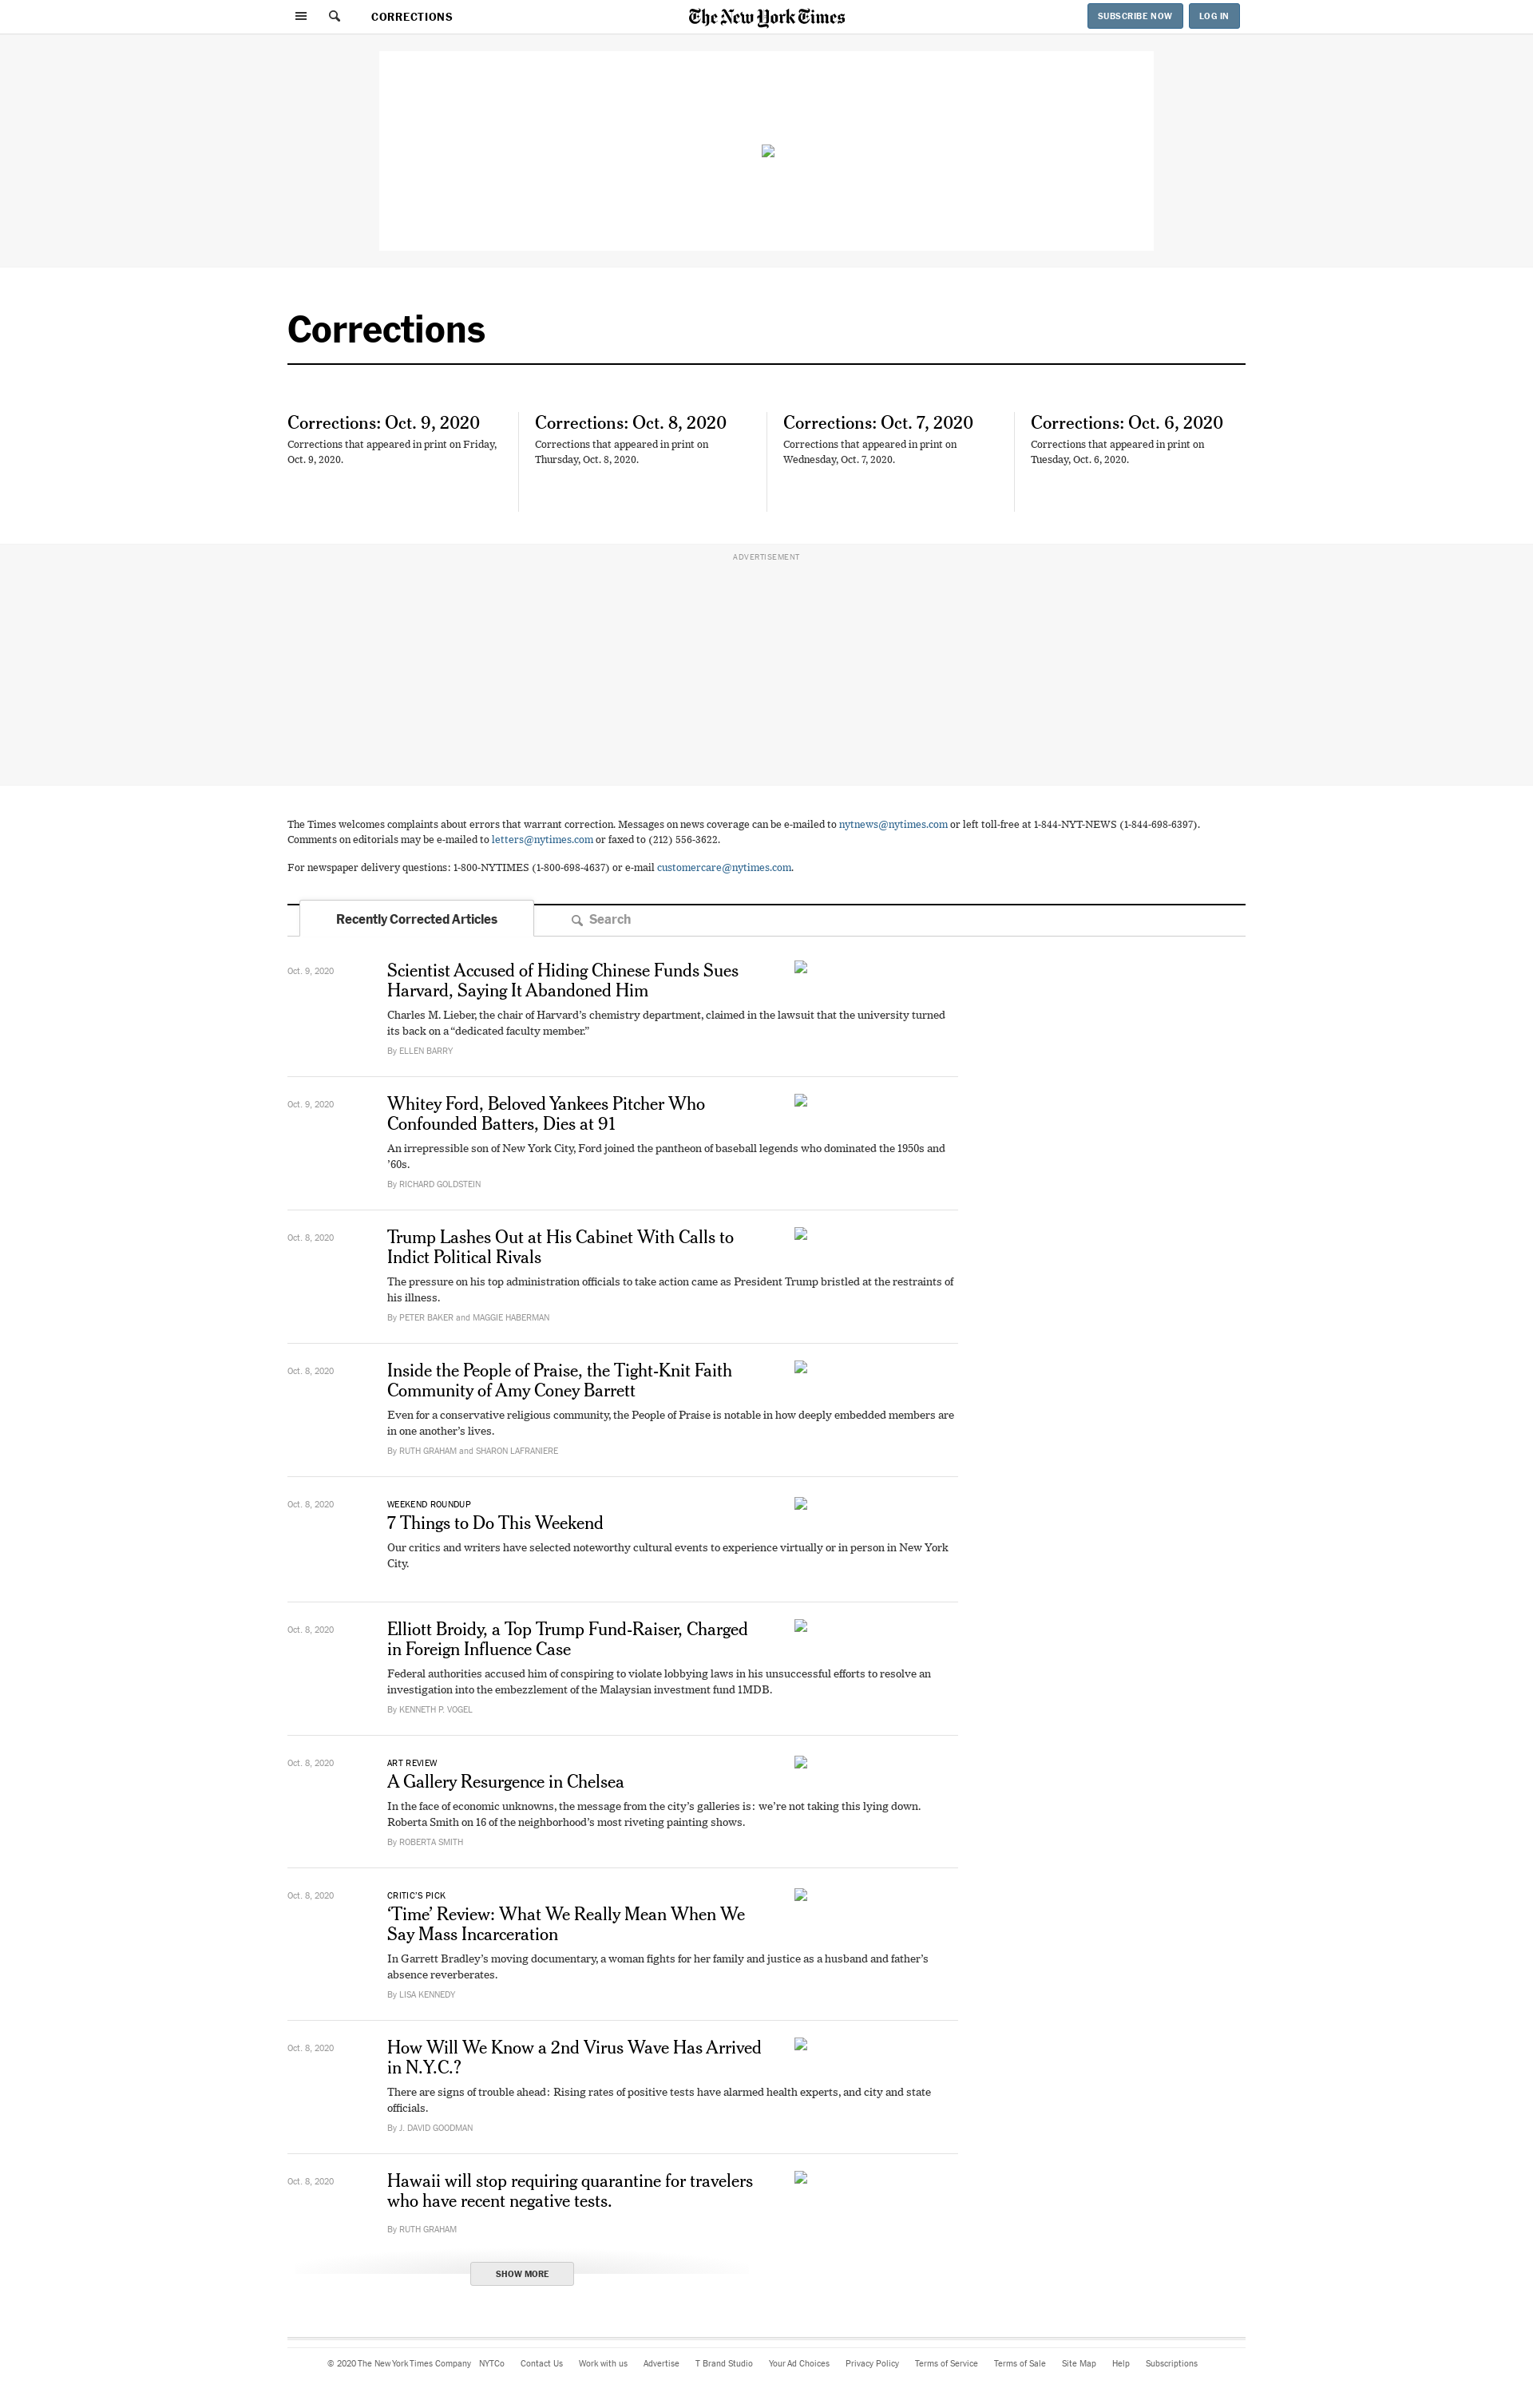 CORRECTIONS
The New York Times
SUBSCRIBE NOW
LOG IN
Corrections
Corrections: Oct. 9, 2020
Corrections that appeared in print on Friday,
Oct. 9, 2020.
Corrections: Oct. 8, 2020
Corrections that appeared in print on
Thursday, Oct. 8, 2020.
Corrections: Oct. 7, 2020
Corrections that appeared in print on
Wednesday, Oct. 7, 2020.
Corrections: Oct. 6, 2020
Corrections that appeared in print on
Tuesday, Oct. 6, 2020.
ADVERTISEMENT
The Times welcomes complaints about errors that warrant correction. Messages on news coverage can be e-mailed to nytnews@nytimes.com or left toll-free at 1-844-NYT-NEWS (1-844-698-6397).
Comments on editorials may be e-mailed to letters@nytimes.com or faxed to (212) 556-3622.
For newspaper delivery questions: 1-800-NYTIMES (1-800-698-4637) or e-mail customercare@nytimes.com.
Recently Corrected Articles
Search
Oct. 9, 2020
Scientist Accused of Hiding Chinese Funds Sues
Harvard, Saying It Abandoned Him
Charles M. Lieber, the chair of Harvard’s chemistry department, claimed in the lawsuit that the university turned
its back on a “dedicated faculty member.”
By ELLEN BARRY
Oct. 9, 2020
Whitey Ford, Beloved Yankees Pitcher Who
Confounded Batters, Dies at 91
An irrepressible son of New York City, Ford joined the pantheon of baseball legends who dominated the 1950s and
’60s.
By RICHARD GOLDSTEIN
Oct. 8, 2020
Trump Lashes Out at His Cabinet With Calls to
Indict Political Rivals
The pressure on his top administration officials to take action came as President Trump bristled at the restraints of
his illness.
By PETER BAKER and MAGGIE HABERMAN
Oct. 8, 2020
Inside the People of Praise, the Tight-Knit Faith
Community of Amy Coney Barrett
Even for a conservative religious community, the People of Praise is notable in how deeply embedded members are
in one another’s lives.
By RUTH GRAHAM and SHARON LAFRANIERE
Oct. 8, 2020
WEEKEND ROUNDUP
7 Things to Do This Weekend
Our critics and writers have selected noteworthy cultural events to experience virtually or in person in New York
City.
Oct. 8, 2020
Elliott Broidy, a Top Trump Fund-Raiser, Charged
in Foreign Influence Case
Federal authorities accused him of conspiring to violate lobbying laws in his unsuccessful efforts to resolve an
investigation into the embezzlement of the Malaysian investment fund 1MDB.
By KENNETH P. VOGEL
Oct. 8, 2020
ART REVIEW
A Gallery Resurgence in Chelsea
In the face of economic unknowns, the message from the city’s galleries is: we’re not taking this lying down.
Roberta Smith on 16 of the neighborhood’s most riveting painting shows.
By ROBERTA SMITH
Oct. 8, 2020
CRITIC’S PICK
‘Time’ Review: What We Really Mean When We
Say Mass Incarceration
In Garrett Bradley’s moving documentary, a woman fights for her family and justice as a husband and father’s
absence reverberates.
By LISA KENNEDY
Oct. 8, 2020
How Will We Know a 2nd Virus Wave Has Arrived
in N.Y.C.?
There are signs of trouble ahead: Rising rates of positive tests have alarmed health experts, and city and state
officials.
By J. DAVID GOODMAN
Oct. 8, 2020
Hawaii will stop requiring quarantine for travelers
who have recent negative tests.
By RUTH GRAHAM
SHOW MORE
© 2020 The New York Times Company NYTCo Contact Us Work with us Advertise T Brand Studio Your Ad Choices Privacy Policy Terms of Service Terms of Sale Site Map Help Subscriptions